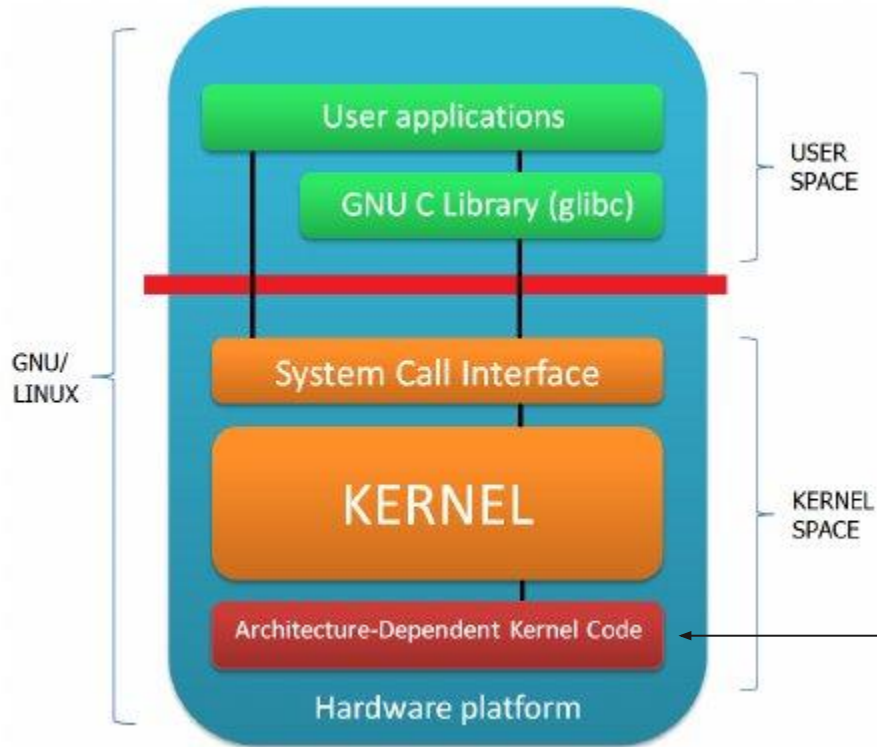 User applications
GNU C Library (glibc)
USER
SPACE
GNU/
LINUX
System Call Interface
KERNEL
KERNEL
SPACE
Architecture-Dependent Kernel Code
Hardware platform